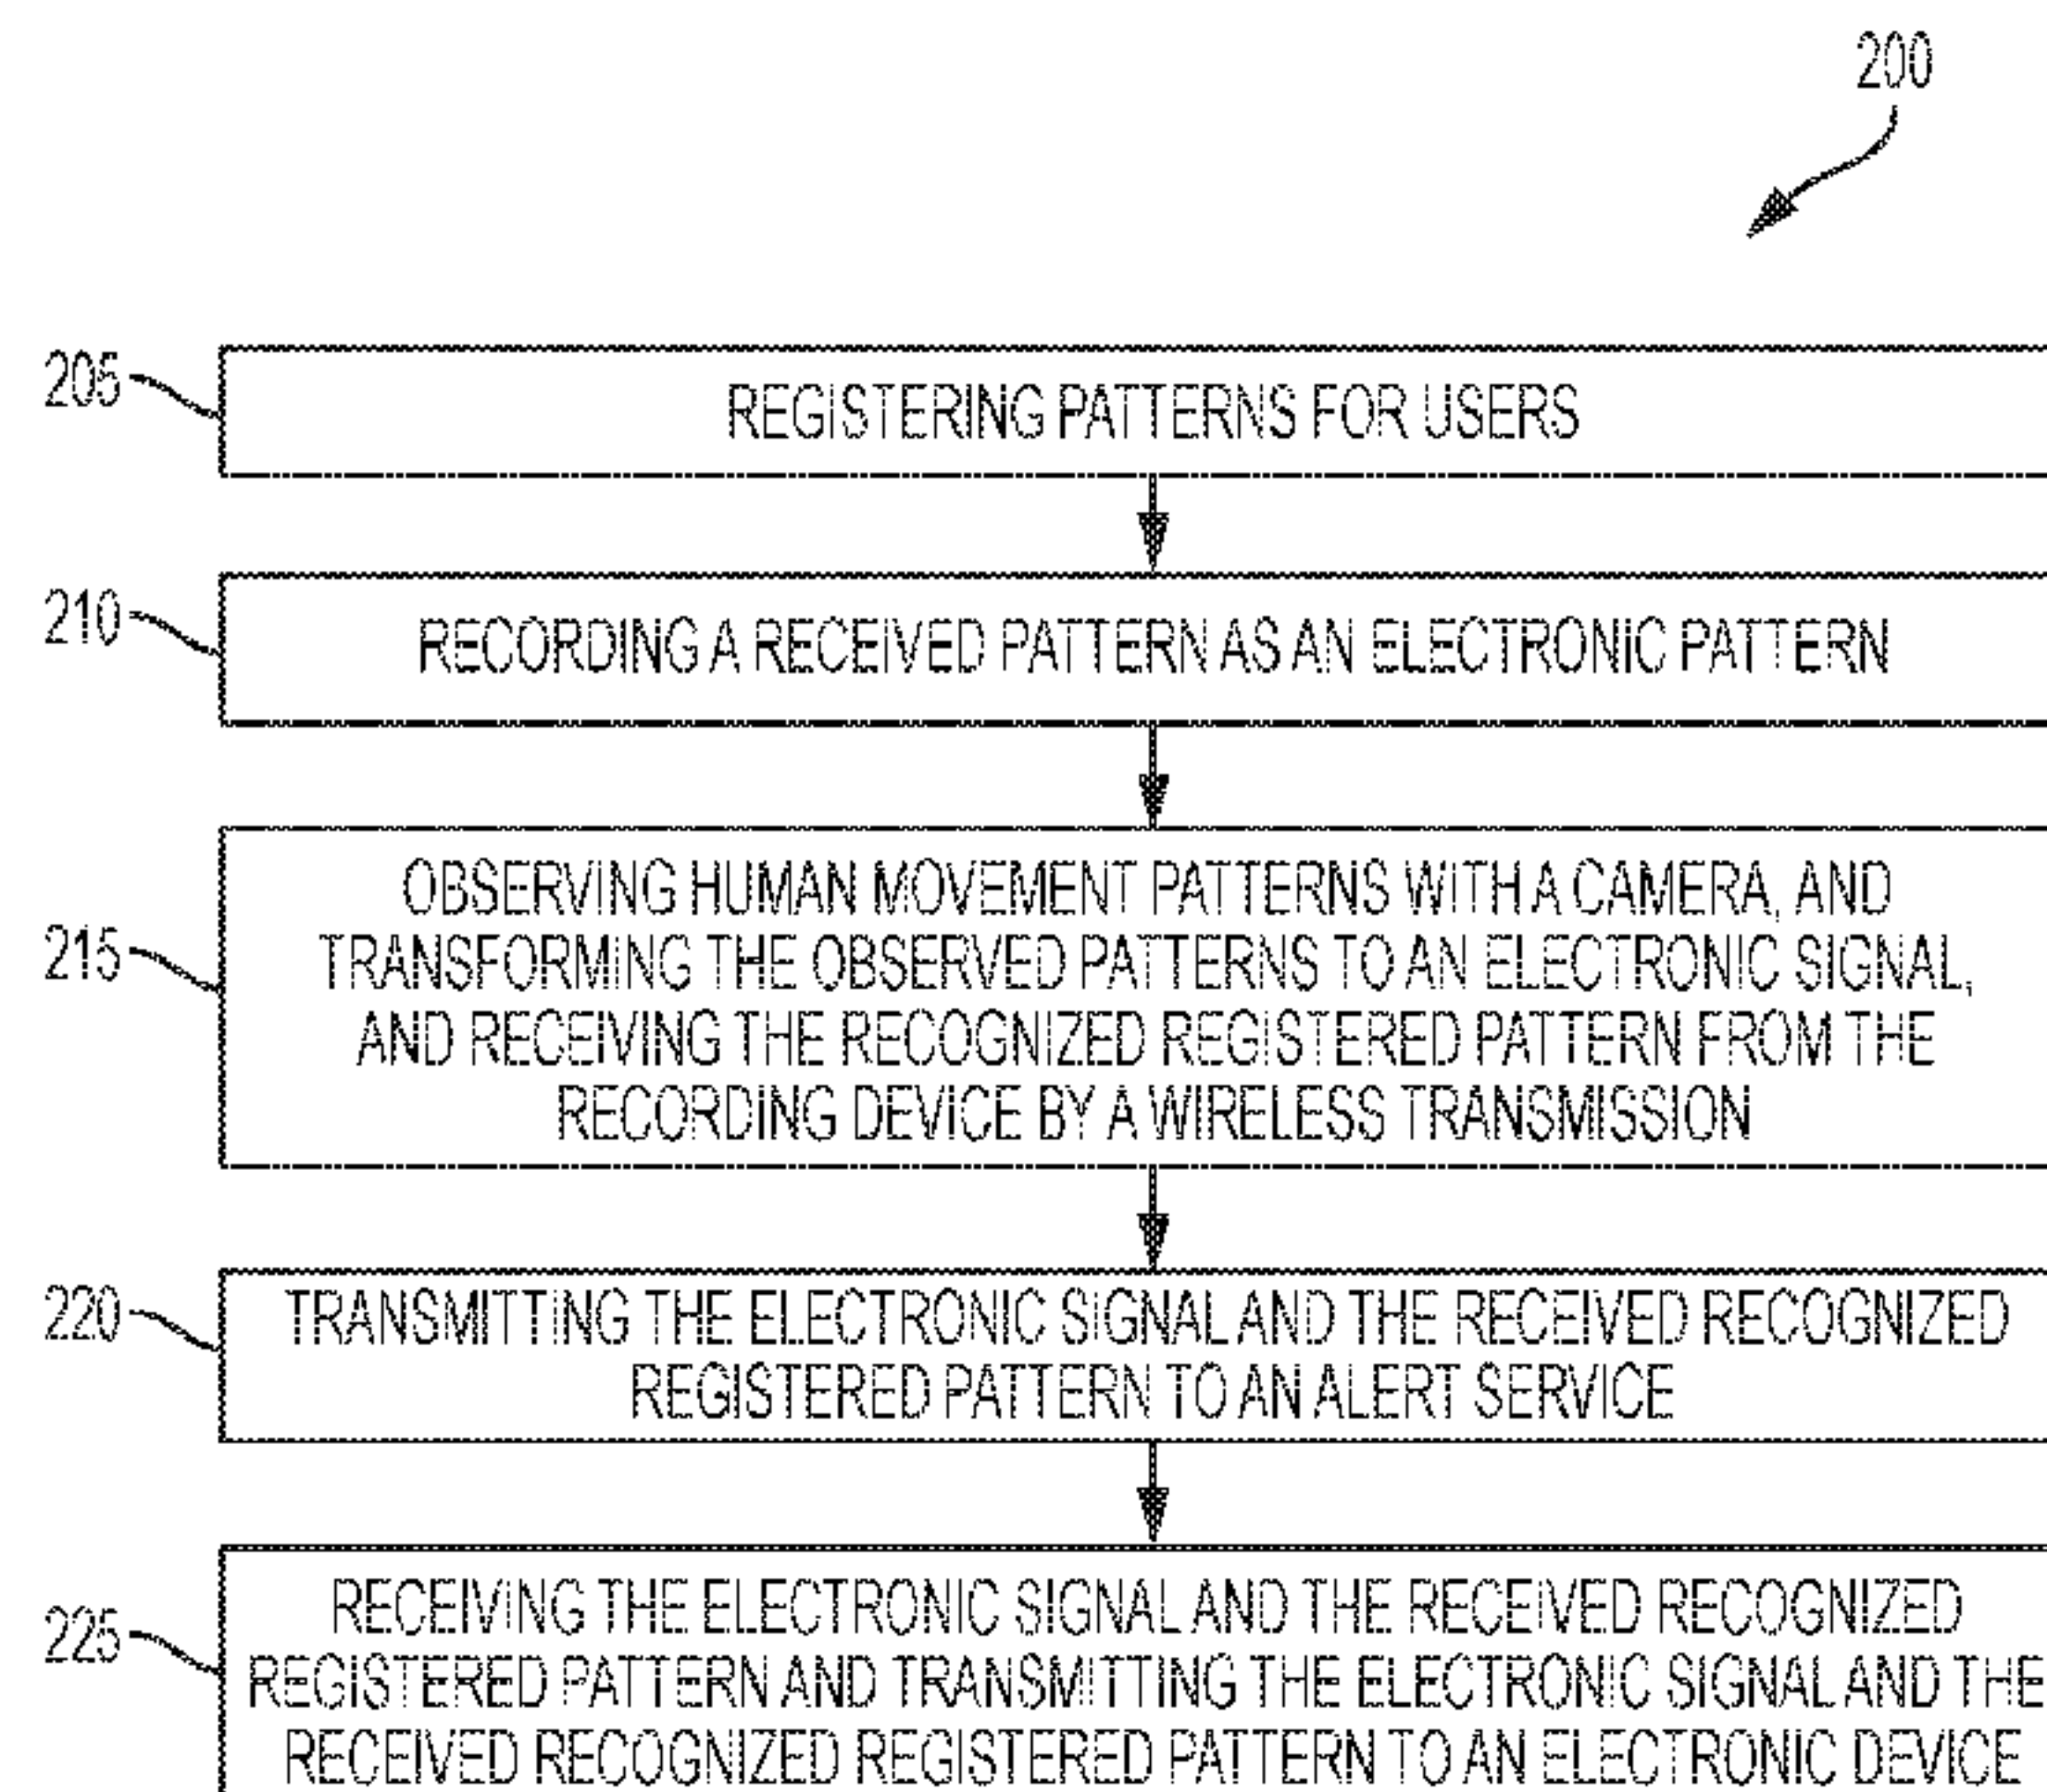 200
205
REGISTERING PATTERNS FOR USERS
210
RECORDING A RECEIVED PATTERN AS AN ELECTRONIC PATTERN
215
OBSERVING HUMAN MOVEMENT PATTERNS WITH A CAMERA, AND
TRANSFORMING THE OBSERVED PATTERNS TO AN ELECTRONIC SIGNAL,
AND RECEIVING THE RECOGNIZED REGISTERED PATTERN FROM THE
RECORDING DEVICE BY A WIRELESS TRANSMISSION
220
TRANSMITTING THE ELECTRONIC SIGNAL AND THE RECEIVED RECOGNIZED
REGISTERED PATTERN TO AN ALERT SERVICE
225
RECEIVING THE ELECTRONIC SIGNAL AND THE RECEIVED RECOGNIZED
REGISTERED PATTERN AND TRANSMITTING THE ELECTRONIC SIGNAL AND THE
RECEIVED RECOGNIZED REGISTERED PATTERN TO AN ELECTRONIC DEVICE